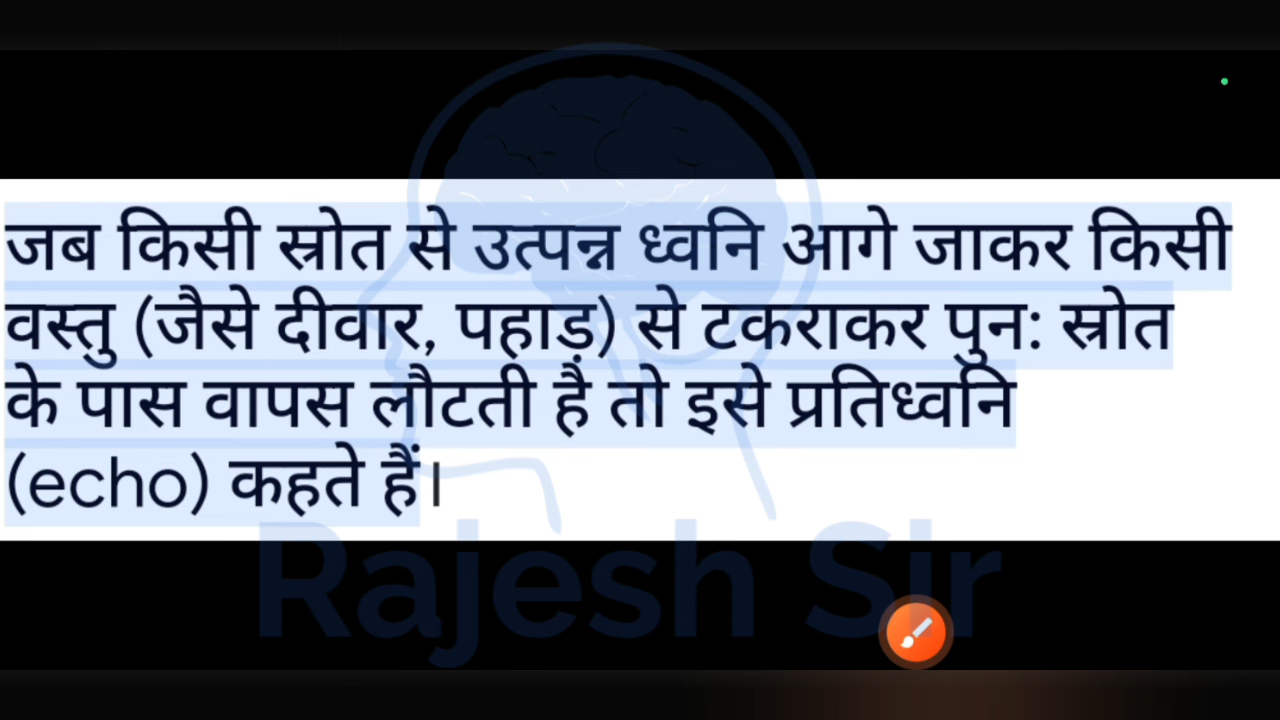 जब किसी स्रोत से उत्पन्न ध्वनि आगे जाकर किसी
वस्तु (जैसे दीवार, पहाड़) से टकराकर पुन: स्रोत
के पास वापस लौटती है तो इसे प्रतिध्वनि
(echo) कहते हैं।
Rajesh Sir